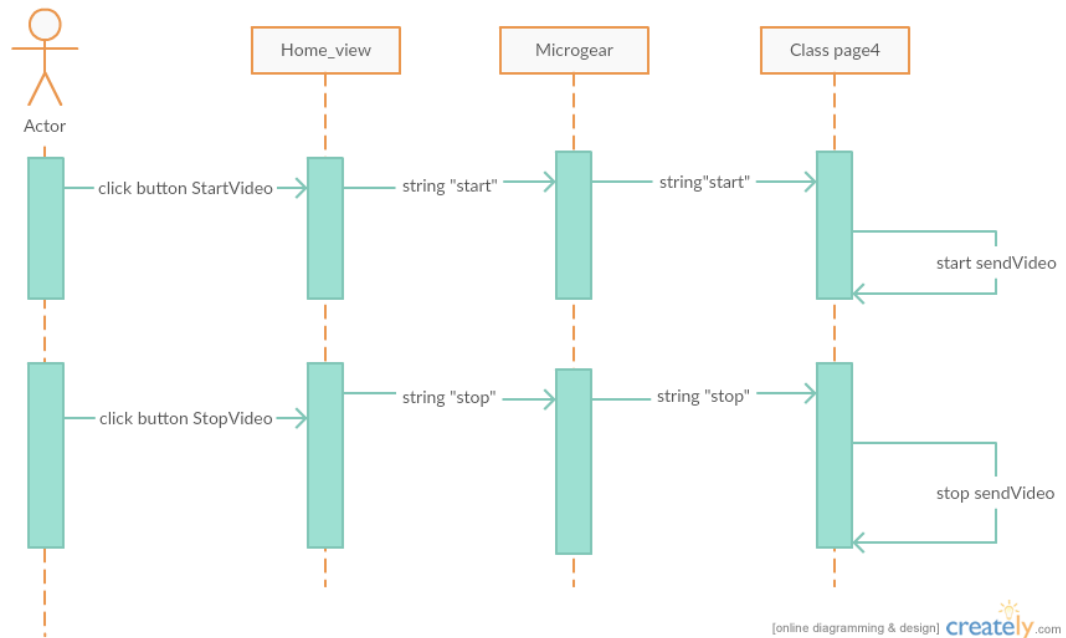 Home_view
Microgear
Class page4
Actor
click button StartVideo
string "start"
string"start"
start sendVideo
click button StopVideo
string "stop"
string "stop"
stop sendVideo
[online diagramming & design] creately.com